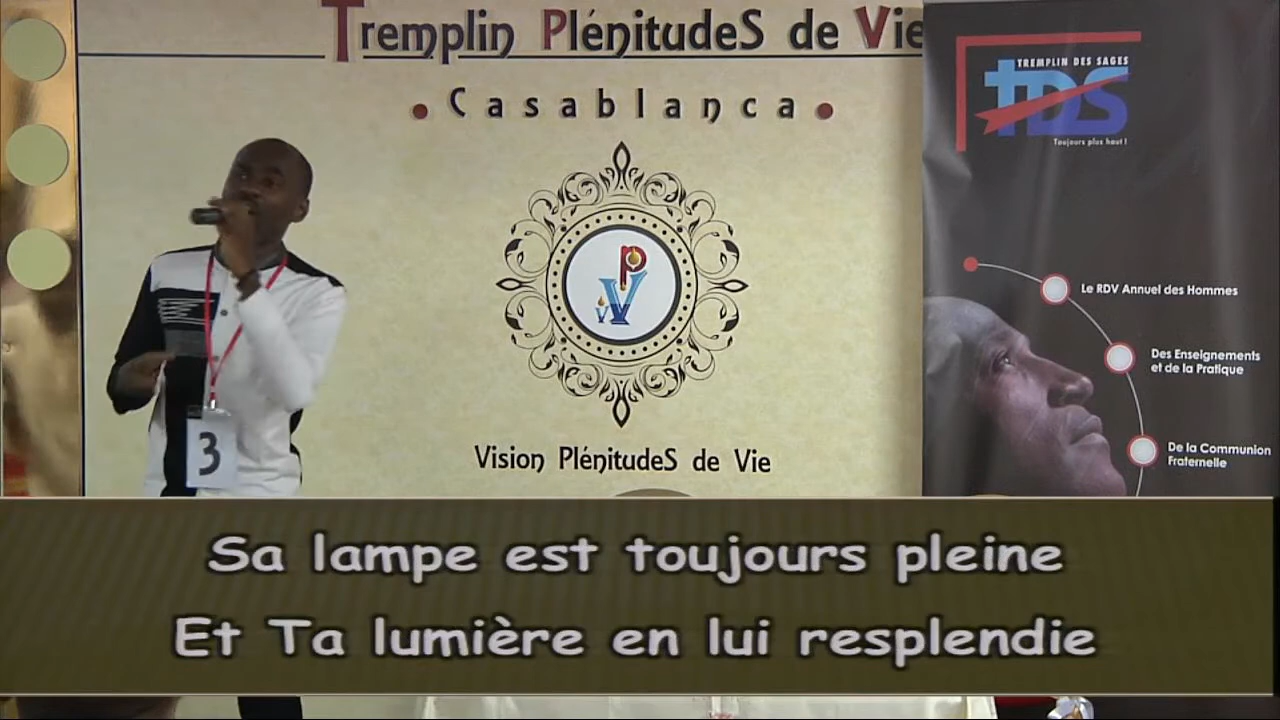 Tremplin PlénitudeS de Vie
Casablanca
PVV
Vision PlénitudeS de Vie
3
TREMPLIN DES SAGES
TDS
Toujours plus haut !
Le RDV Annuel des Hommes
Des Enseignements
et de la Pratique
De la Communion
Fraternelle
Sa lampe est toujours pleine
Et Ta lumière en lui resplendie